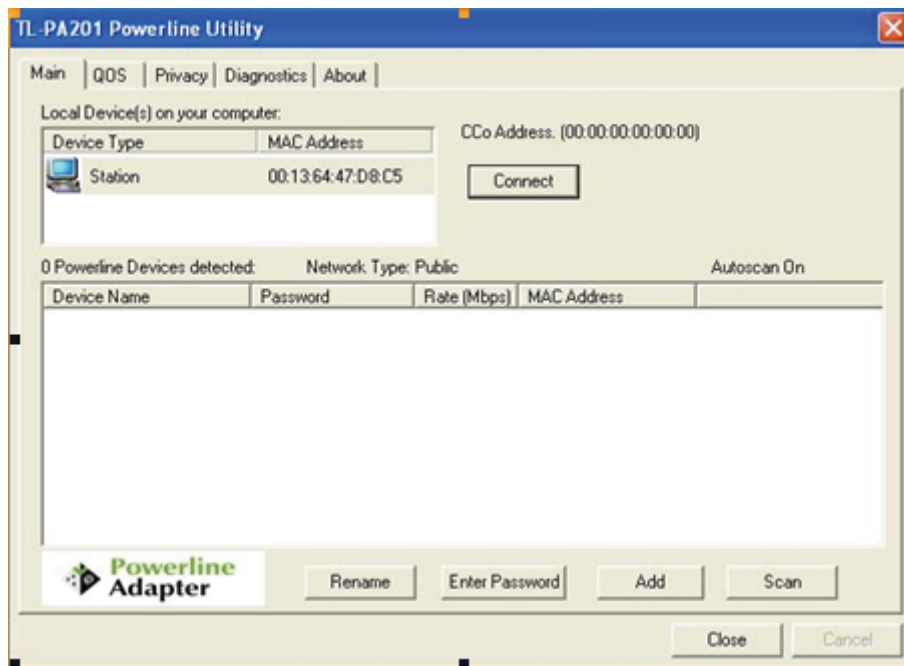 TL-PA201 Powerline Utility
Main QOS Privacy Diagnostics About
Local Device(s) on your computer:
Device Type MAC Address
CCo Address. (00:00:00:00:00:00)
Station 00:13:64:47:D8:C5
Connect
0 Powerline Devices detected: Network Type: Public Autoscan On
Device Name Password Rate (Mbps) MAC Address
Powerline
Adapter
Rename Enter Password Add Scan
Close Cancel